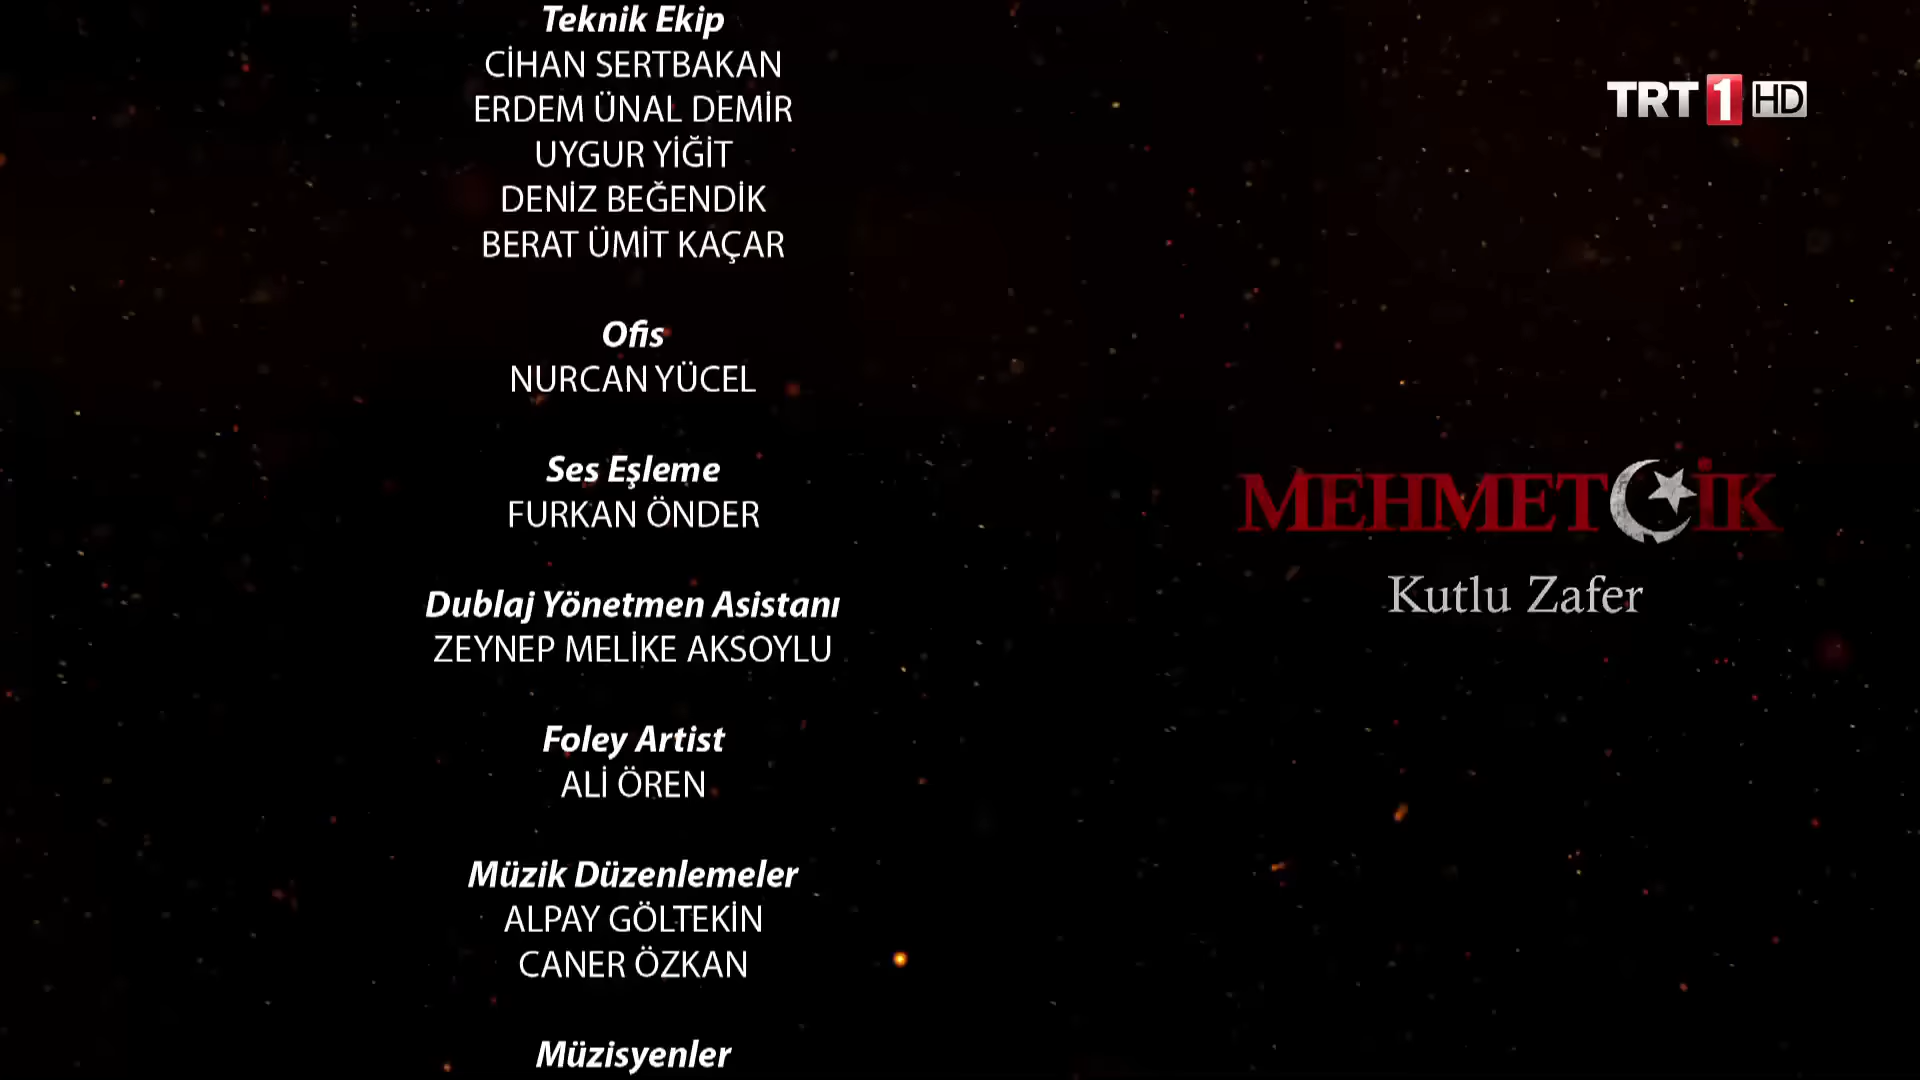 Teknik Ekip
CİHAN SERTBAKAN
ERDEM ÜNAL DEMİR
UYGUR YİĞİT
DENİZ BEĞENDİK
BERAT ÜMİT KAÇAR
Ofis
NURCAN YÜCEL
Ses Eşleme
FURKAN ÖNDER
Dublaj Yönetmen Asistanı
ZEYNEP MELİKE AKSOYLU
Foley Artist
ALİ ÖREN
Müzik Düzenlemeler
ALPAY GÖLTEKİN
CANER ÖZKAN
Müzisyenler
TRT 1 HD
MEHMETCİK
Kutlu Zafer